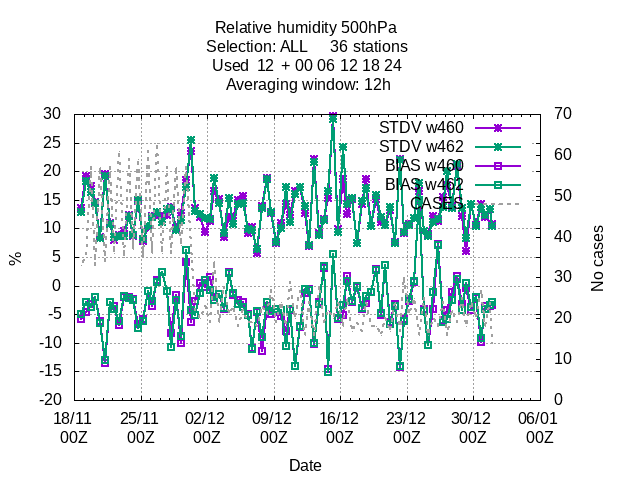 Relative humidity 500hPa
Selection: ALL 36 stations
Used 12 + 00 06 12 18 24
Averaging window: 12h
30 70
STDV w460
25 60
STDV w462
20 BIAS w460
15 BIAS w462 50
CASES
10 40
5
0 30
-5 20
-10 10
-15
-20 0
%
No cases
18/11 25/11 02/12 09/12 16/12 23/12 30/12 06/01
00Z 00Z 00Z 00Z 00Z 00Z 00Z 00Z
Date